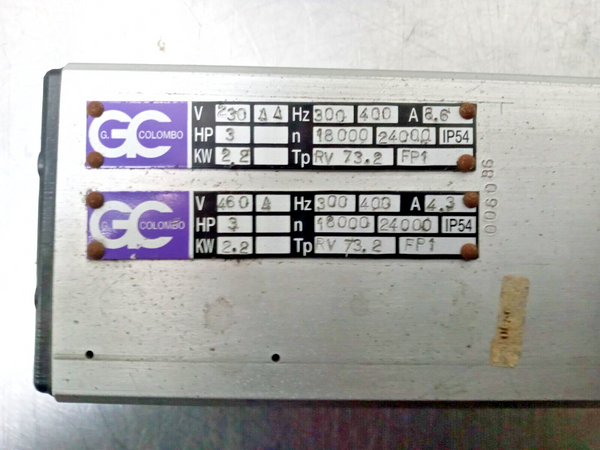 GC G. COLOMBO
V 230 ΔΔ Hz 300 400 A 8.6
HP 3 n 18000 24000 IP54
KW 2.2 Tp RV 73.2 FP1
GC G. COLOMBO
V 460 Δ Hz 300 400 A 4.3
HP 3 n 18000 24000 IP54
KW 2.2 Tp RV 73.2 FP1
006086